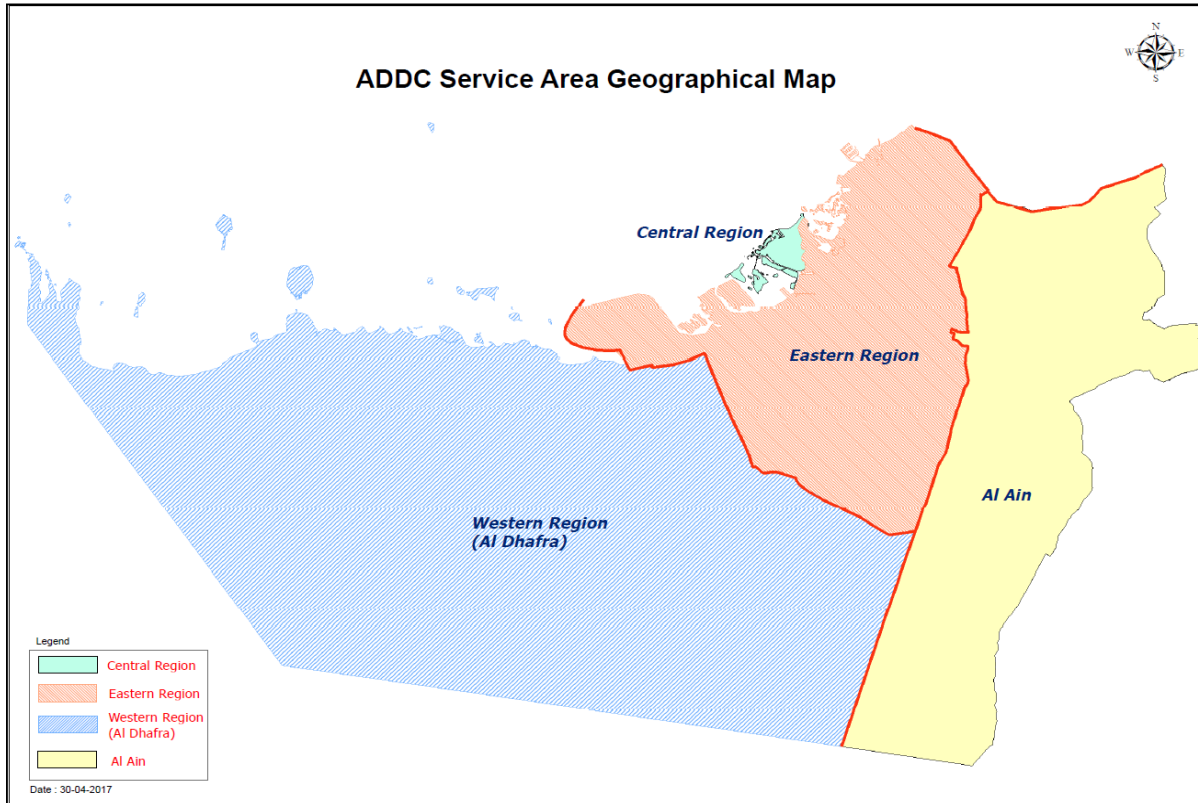 N
W E
S
ADDC Service Area Geographical Map
Central Region
Eastern Region
Al Ain
Western Region
(Al Dhafra)
Legend
Central Region
Eastern Region
Western Region
(Al Dhafra)
Al Ain
Date : 30-04-2017